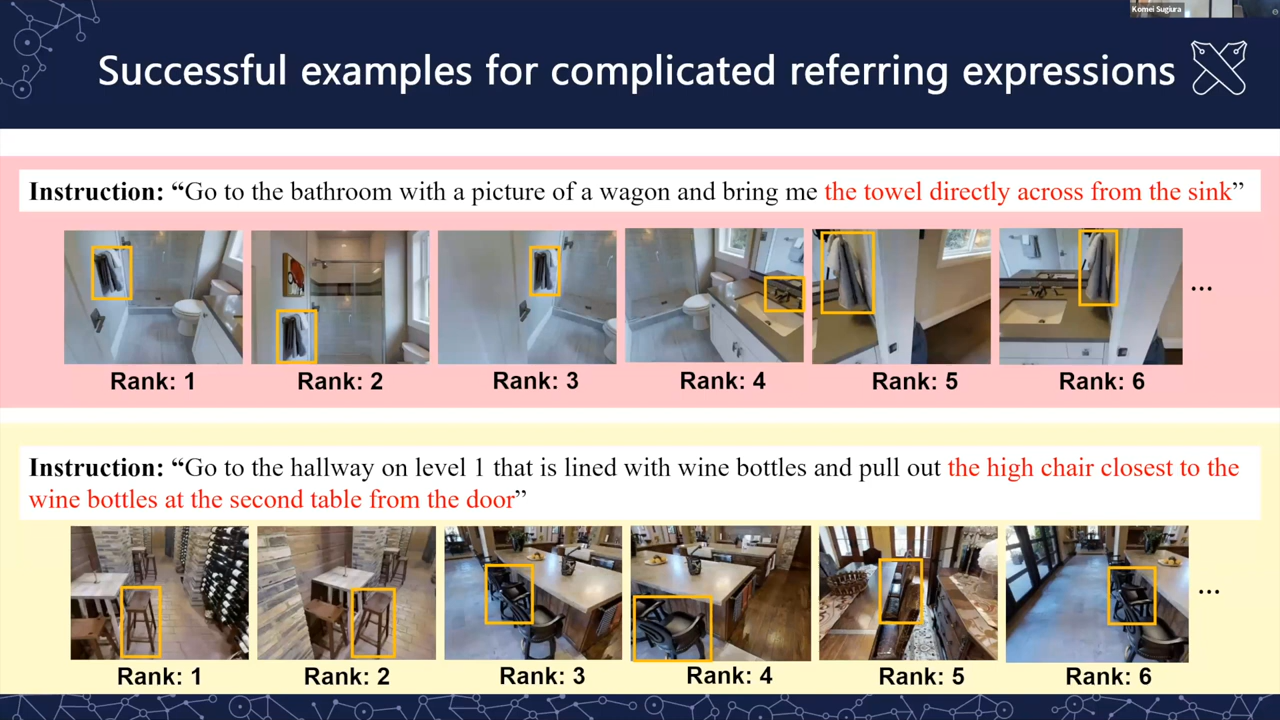 Komei Sugiura
Successful examples for complicated referring expressions
Instruction: “Go to the bathroom with a picture of a wagon and bring me the towel directly across from the sink”
...
Rank: 1 Rank: 2 Rank: 3 Rank: 4 Rank: 5 Rank: 6
Instruction: “Go to the hallway on level 1 that is lined with wine bottles and pull out the high chair closest to the
wine bottles at the second table from the door”
...
Rank: 1 Rank: 2 Rank: 3 Rank: 4 Rank: 5 Rank: 6